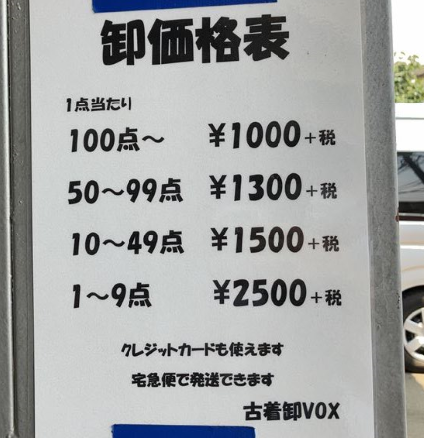 卸価格表
1点当たり
100点〜 ¥1000+税
50〜99点 ¥1300+税
10〜49点 ¥1500+税
1〜9点 ¥2500+税
クレジットカードも使えます
宅急便で発送できます
古着卸VOX